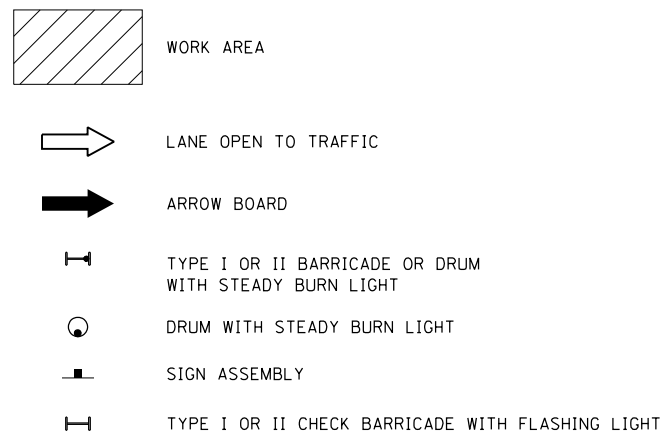 WORK AREA
LANE OPEN TO TRAFFIC
ARROW BOARD
TYPE I OR II BARRICADE OR DRUM
WITH STEADY BURN LIGHT
DRUM WITH STEADY BURN LIGHT
SIGN ASSEMBLY
TYPE I OR II CHECK BARRICADE WITH FLASHING LIGHT